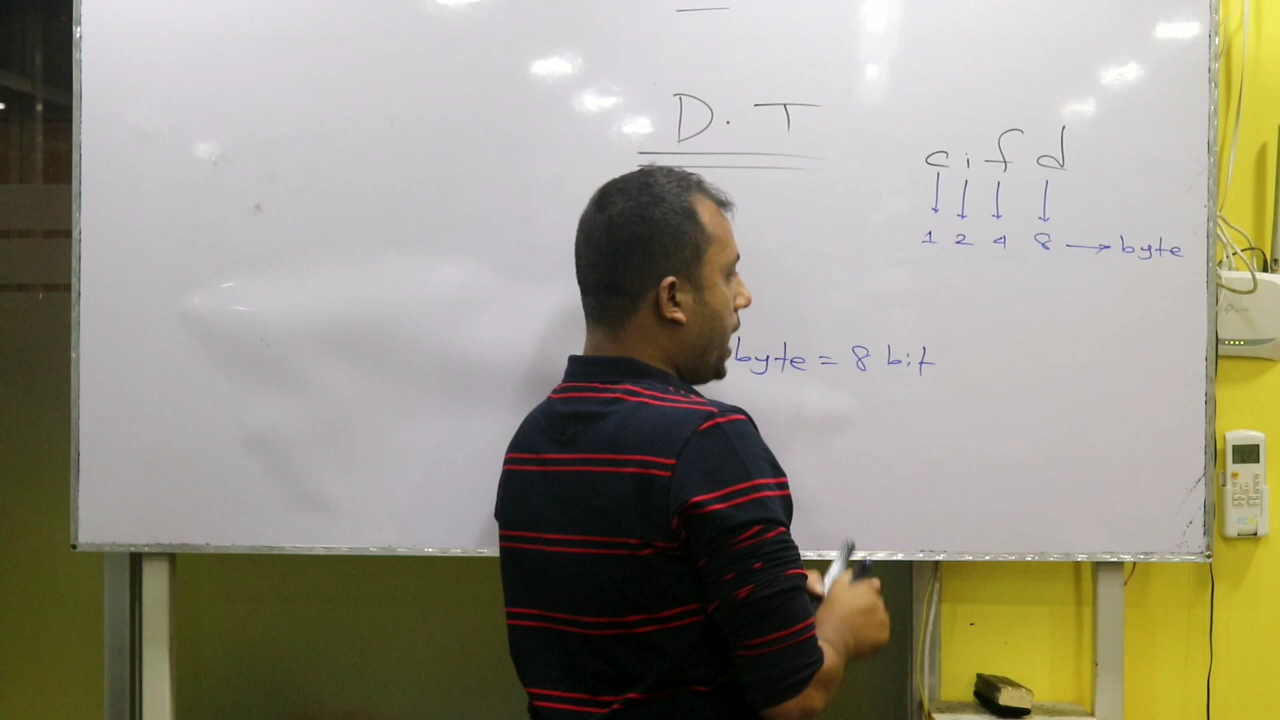 D. T
c i f d
1 2 4 8 → byte
byte = 8 bit